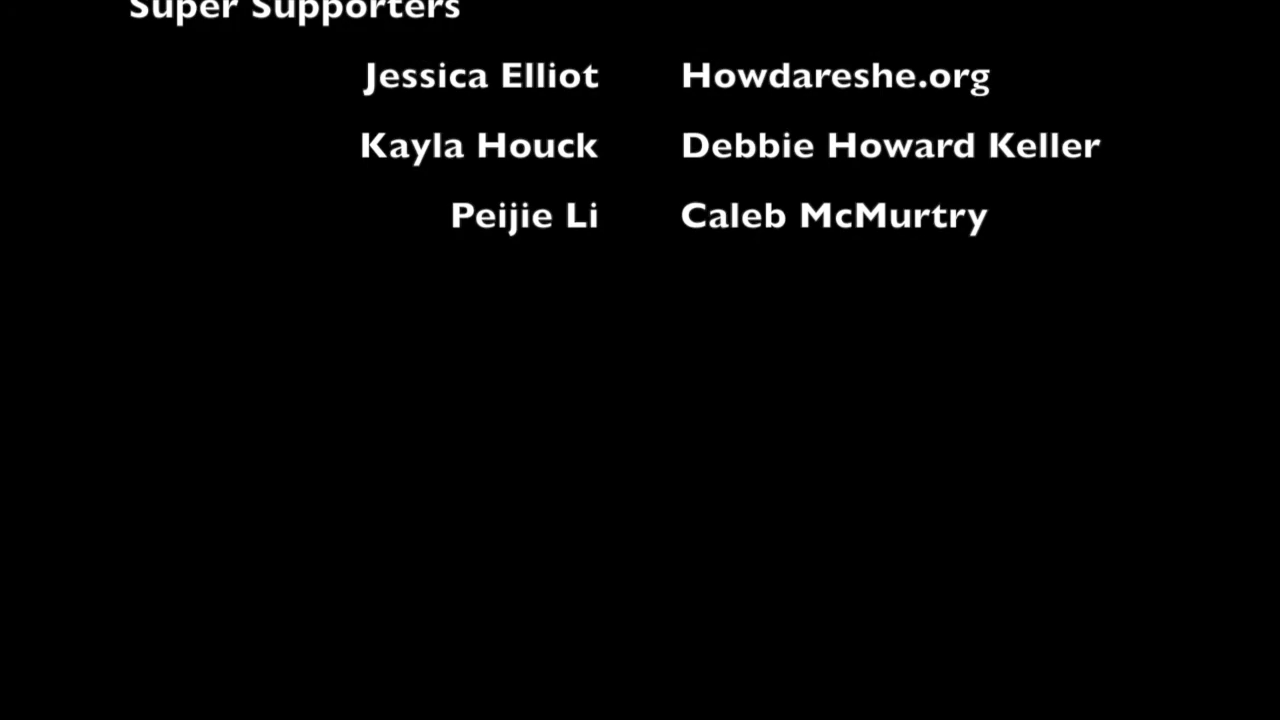 Super Supporters
Jessica Elliot Howdareshe.org
Kayla Houck Debbie Howard Keller
Peijie Li Caleb McMurtry